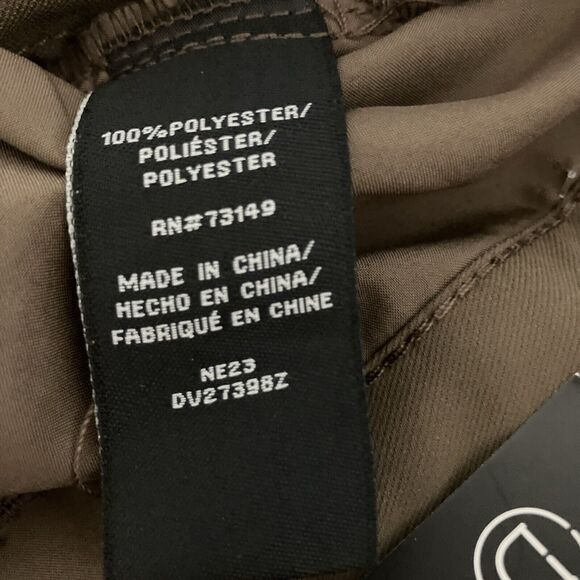 100%POLYESTER/
POLIÉSTER/
POLYESTER
RN#73149
MADE IN CHINA/
HECHO EN CHINA/
FABRIQUÉ EN CHINE
NE23
DV27398Z